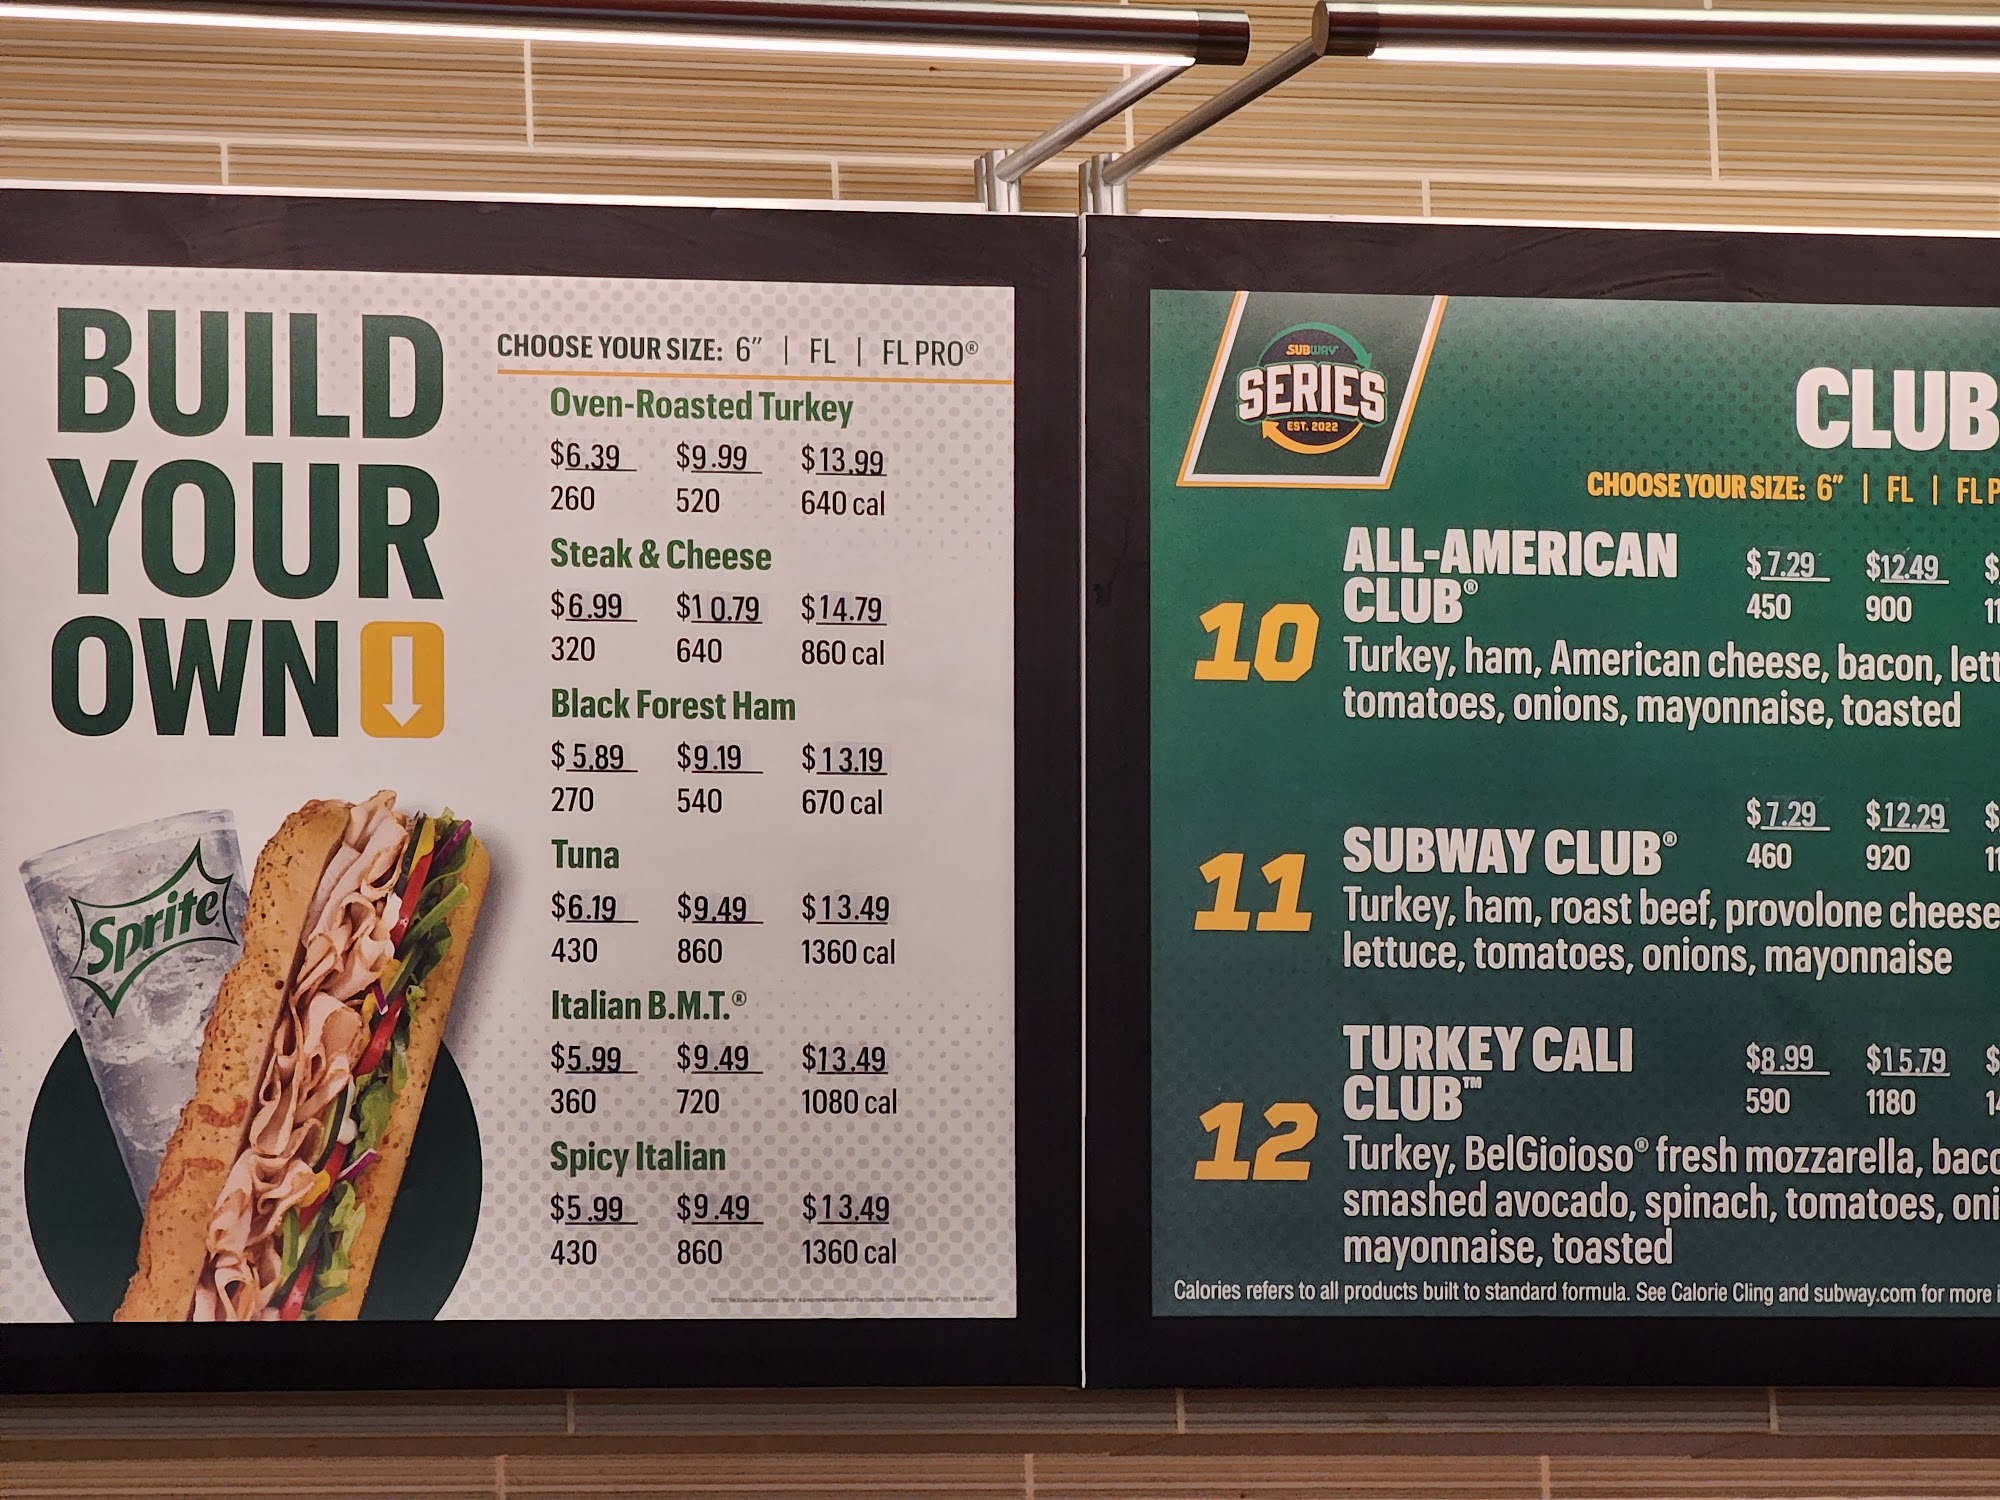 BUILD
YOUR
OWN
Sprite
CHOOSE YOUR SIZE: 6” | FL | FL PRO®
Oven-Roasted Turkey
$6.39 $9.99 $13.99
260 520 640 cal
Steak & Cheese
$6.99 $10.79 $14.79
320 640 860 cal
Black Forest Ham
$5.89 $9.19 $13.19
270 540 670 cal
Tuna
$6.19 $9.49 $13.49
430 860 1360 cal
Italian B.M.T.®
$5.99 $9.49 $13.49
360 720 1080 cal
Spicy Italian
$5.99 $9.49 $13.49
430 860 1360 cal
SUBWAY
SERIES
EST. 2022
CLUB
CHOOSE YOUR SIZE: 6” | FL | FL P
10
ALL-AMERICAN $7.29 $12.49 $
CLUB® 450 900 11
Turkey, ham, American cheese, bacon, lett
tomatoes, onions, mayonnaise, toasted
11
$7.29 $12.29 $
SUBWAY CLUB® 460 920 11
Turkey, ham, roast beef, provolone cheese
lettuce, tomatoes, onions, mayonnaise
12
TURKEY CALI $8.99 $15.79 $
CLUB™ 590 1180 14
Turkey, BelGioioso® fresh mozzarella, baco
smashed avocado, spinach, tomatoes, oni
mayonnaise, toasted
Calories refers to all products built to standard formula. See Calorie Cling and subway.com for more i